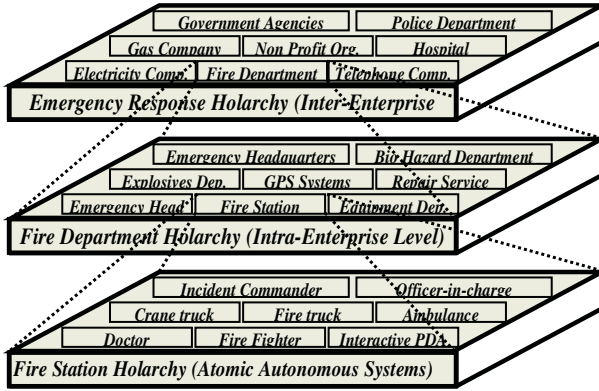 Government Agencies Police Department
Gas Company Non Profit Org. Hospital
Electricity Comp. Fire Department Telephone Comp.
Emergency Response Holarchy (Inter-Enterprise
Emergency Headquarters Bio Hazard Department
Explosives Dep. GPS Systems Repair Service
Emergency Head Fire Station Equipment Dep.
Fire Department Holarchy (Intra-Enterprise Level)
Incident Commander Officer-in-charge
Crane truck Fire truck Ambulance
Doctor Fire Fighter Interactive PDA
Fire Station Holarchy (Atomic Autonomous Systems)